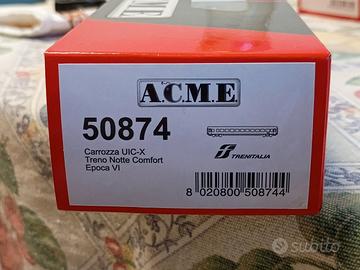 A.C.M.E.
A.C.M.E.
50874
Carrozza UIC-X
Treno Notte Comfort
Epoca VI
TRENITALIA
8 020800 508744
subito